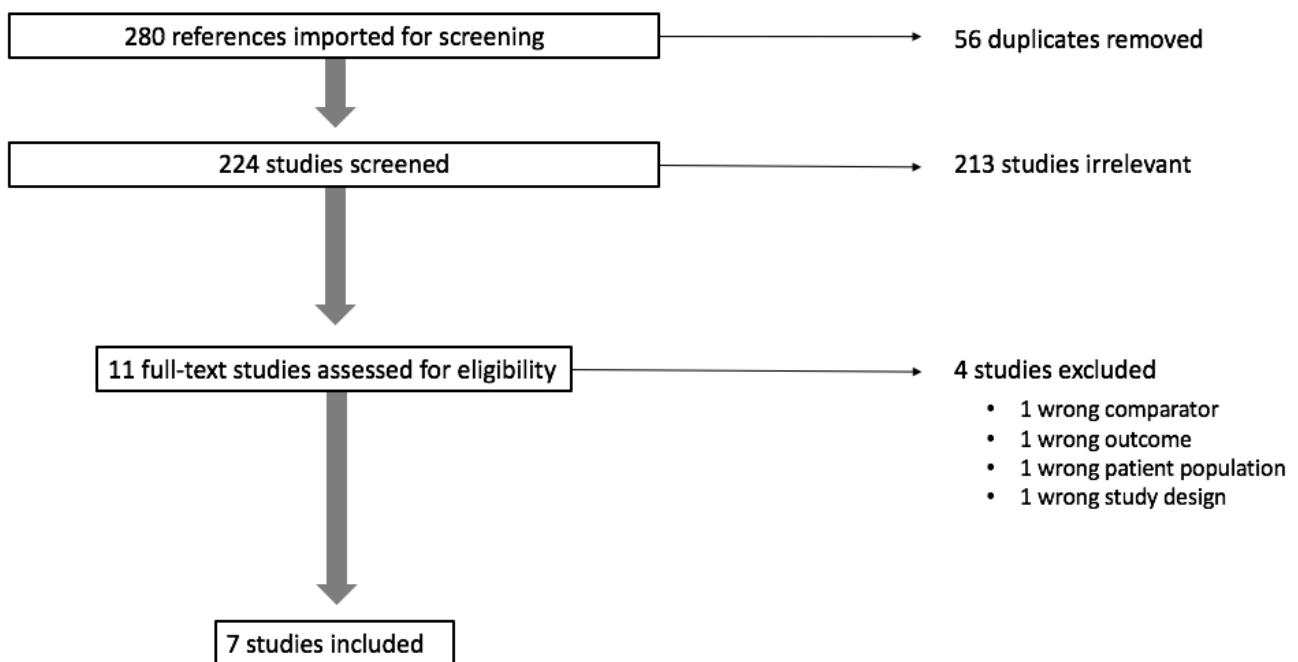 280 references imported for screening
56 duplicates removed
224 studies screened
213 studies irrelevant
11 full-text studies assessed for eligibility
4 studies excluded
• 1 wrong comparator
• 1 wrong outcome
• 1 wrong patient population
• 1 wrong study design
7 studies included